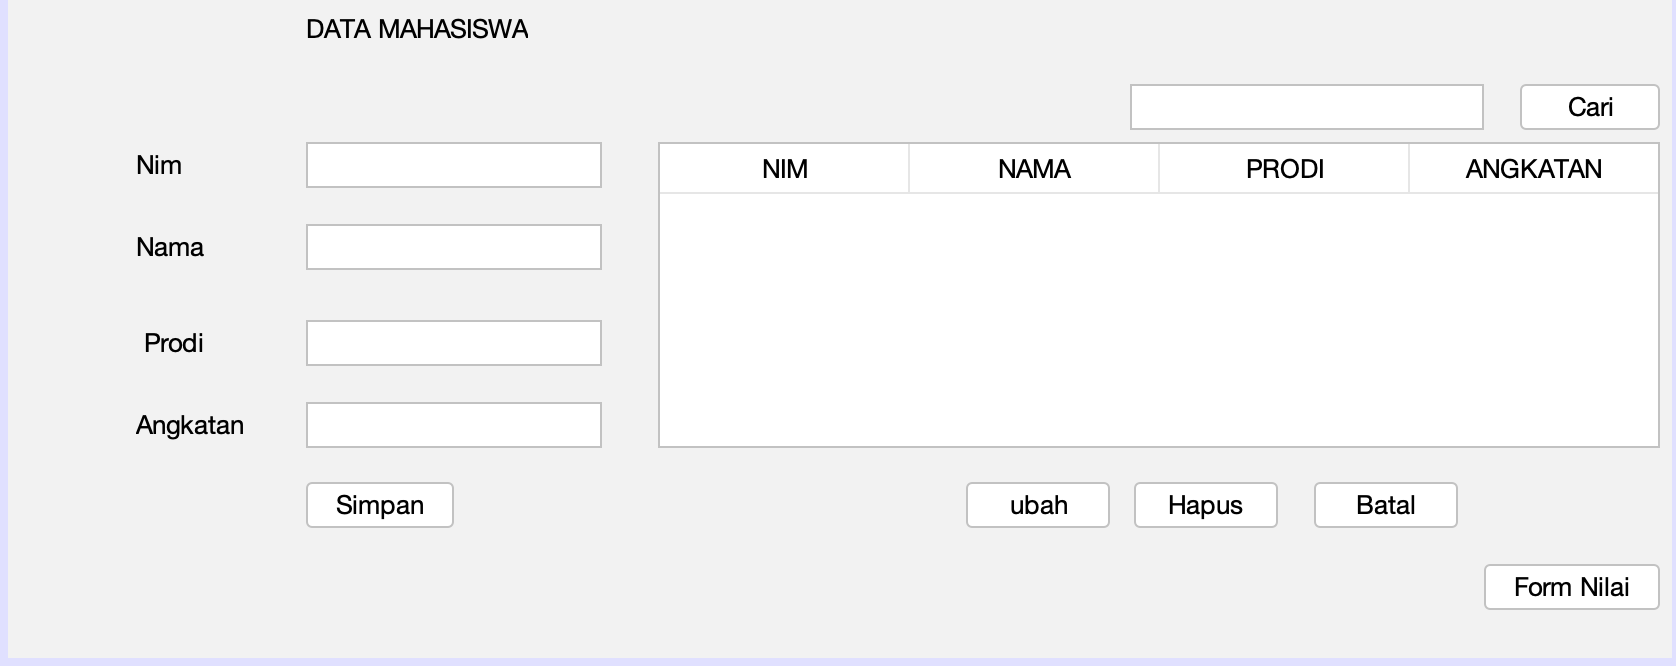 DATA MAHASISWA
Cari
Nim
NIM NAMA PRODI ANGKATAN
Nama
Prodi
Angkatan
Simpan ubah Hapus Batal
Form Nilai